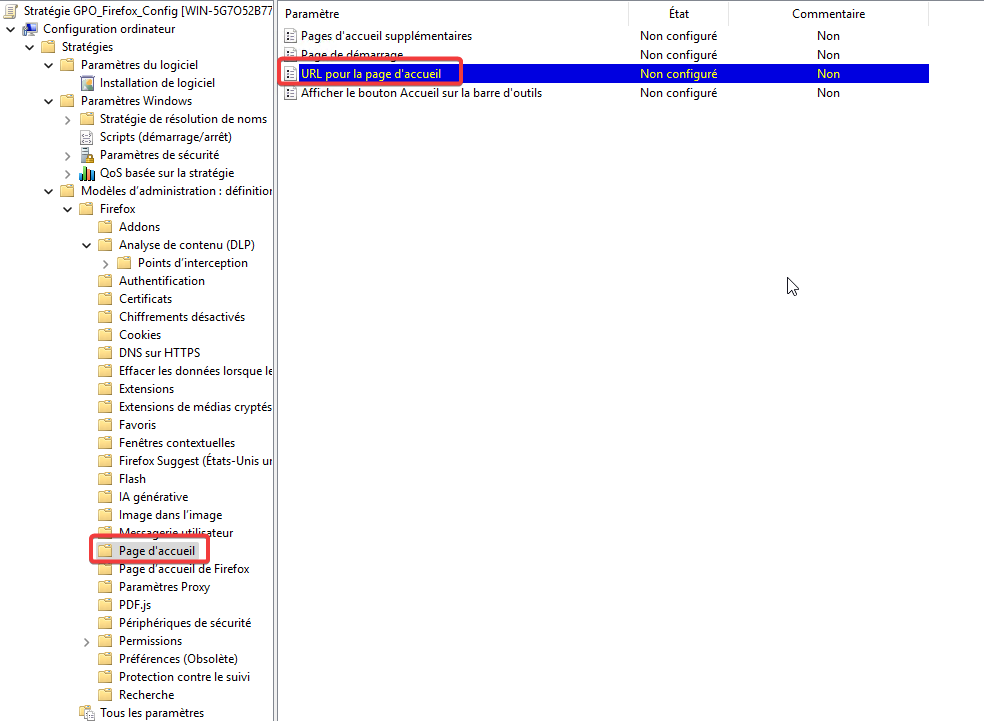 Stratégie GPO_Firefox_Config [WIN-5G7O52B77
Configuration ordinateur
Stratégies
Paramètres du logiciel
Installation de logiciel
Paramètres Windows
Stratégie de résolution de noms
Scripts (démarrage/arrêt)
Paramètres de sécurité
QoS basée sur la stratégie
Modèles d'administration : définition
Firefox
Addons
Analyse de contenu (DLP)
Points d'interception
Authentification
Certificats
Chiffrements désactivés
Cookies
DNS sur HTTPS
Effacer les données lorsque le
Extensions
Extensions de médias cryptés
Favoris
Fenêtres contextuelles
Firefox Suggest (États-Unis un
Flash
IA générative
Image dans l'image
Messagerie utilisateur
Page d'accueil
Page d'accueil de Firefox
Paramètres Proxy
PDF.js
Périphériques de sécurité
Permissions
Préférences (Obsolète)
Protection contre le suivi
Recherche
Tous les paramètres
Paramètre État Commentaire
Pages d'accueil supplémentaires Non configuré Non
Page de démarrage Non configuré Non
URL pour la page d'accueil Non configuré Non
Afficher le bouton Accueil sur la barre d'outils Non configuré Non